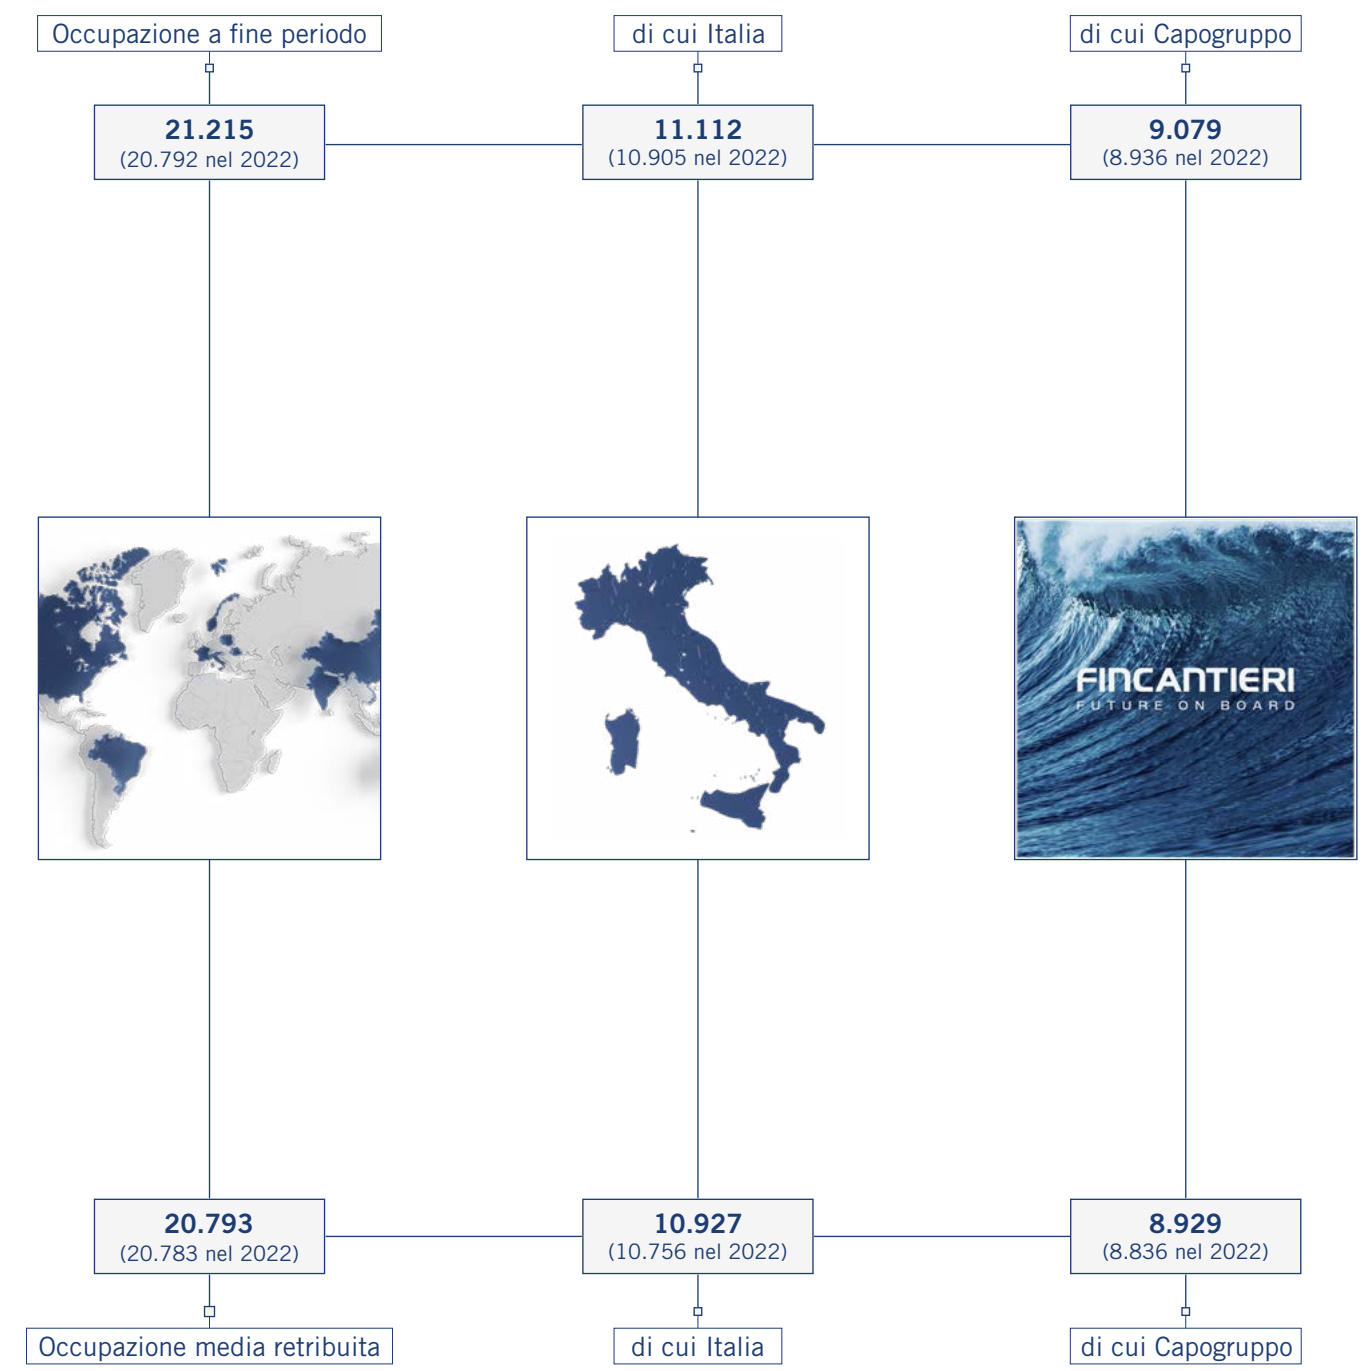 Occupazione a fine periodo
di cui Italia
di cui Capogruppo
21.215
(20.792 nel 2022)
11.112
(10.905 nel 2022)
9.079
(8.936 nel 2022)
FINCANTIERI
FUTURE ON BOARD
20.793
(20.783 nel 2022)
10.927
(10.756 nel 2022)
8.929
(8.836 nel 2022)
Occupazione media retribuita
di cui Italia
di cui Capogruppo